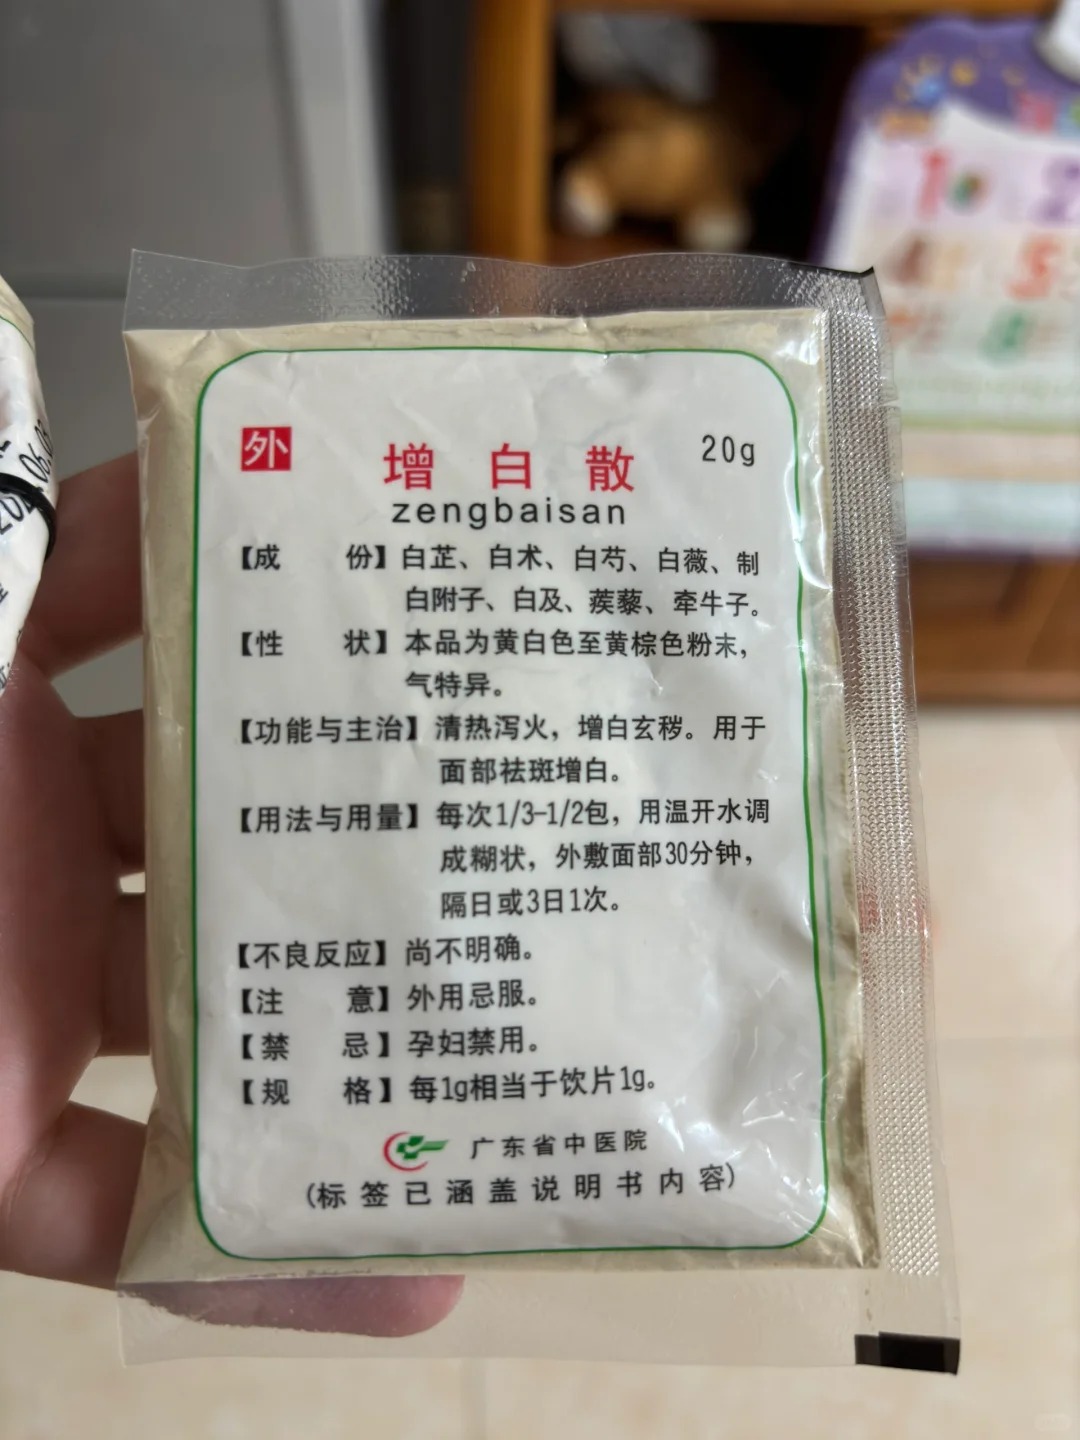 外
增白散
20g
zengbaisan
【成 份】白芷、白术、白芍、白薇、制
白附子、白及、蒺藜、牵牛子。
【性 状】本品为黄白色至黄棕色粉末，
气特异。
【功能与主治】清热泻火，增白玄秽。用于
面部祛斑增白。
【用法与用量】每次1/3-1/2包，用温开水调
成糊状，外敷面部30分钟，
隔日或3日1次。
【不良反应】尚不明确。
【注 意】外用忌服。
【禁 忌】孕妇禁用。
【规 格】每1g相当于饮片1g。
广东省中医院
(标签已涵盖说明书内容)
1
2
5
8